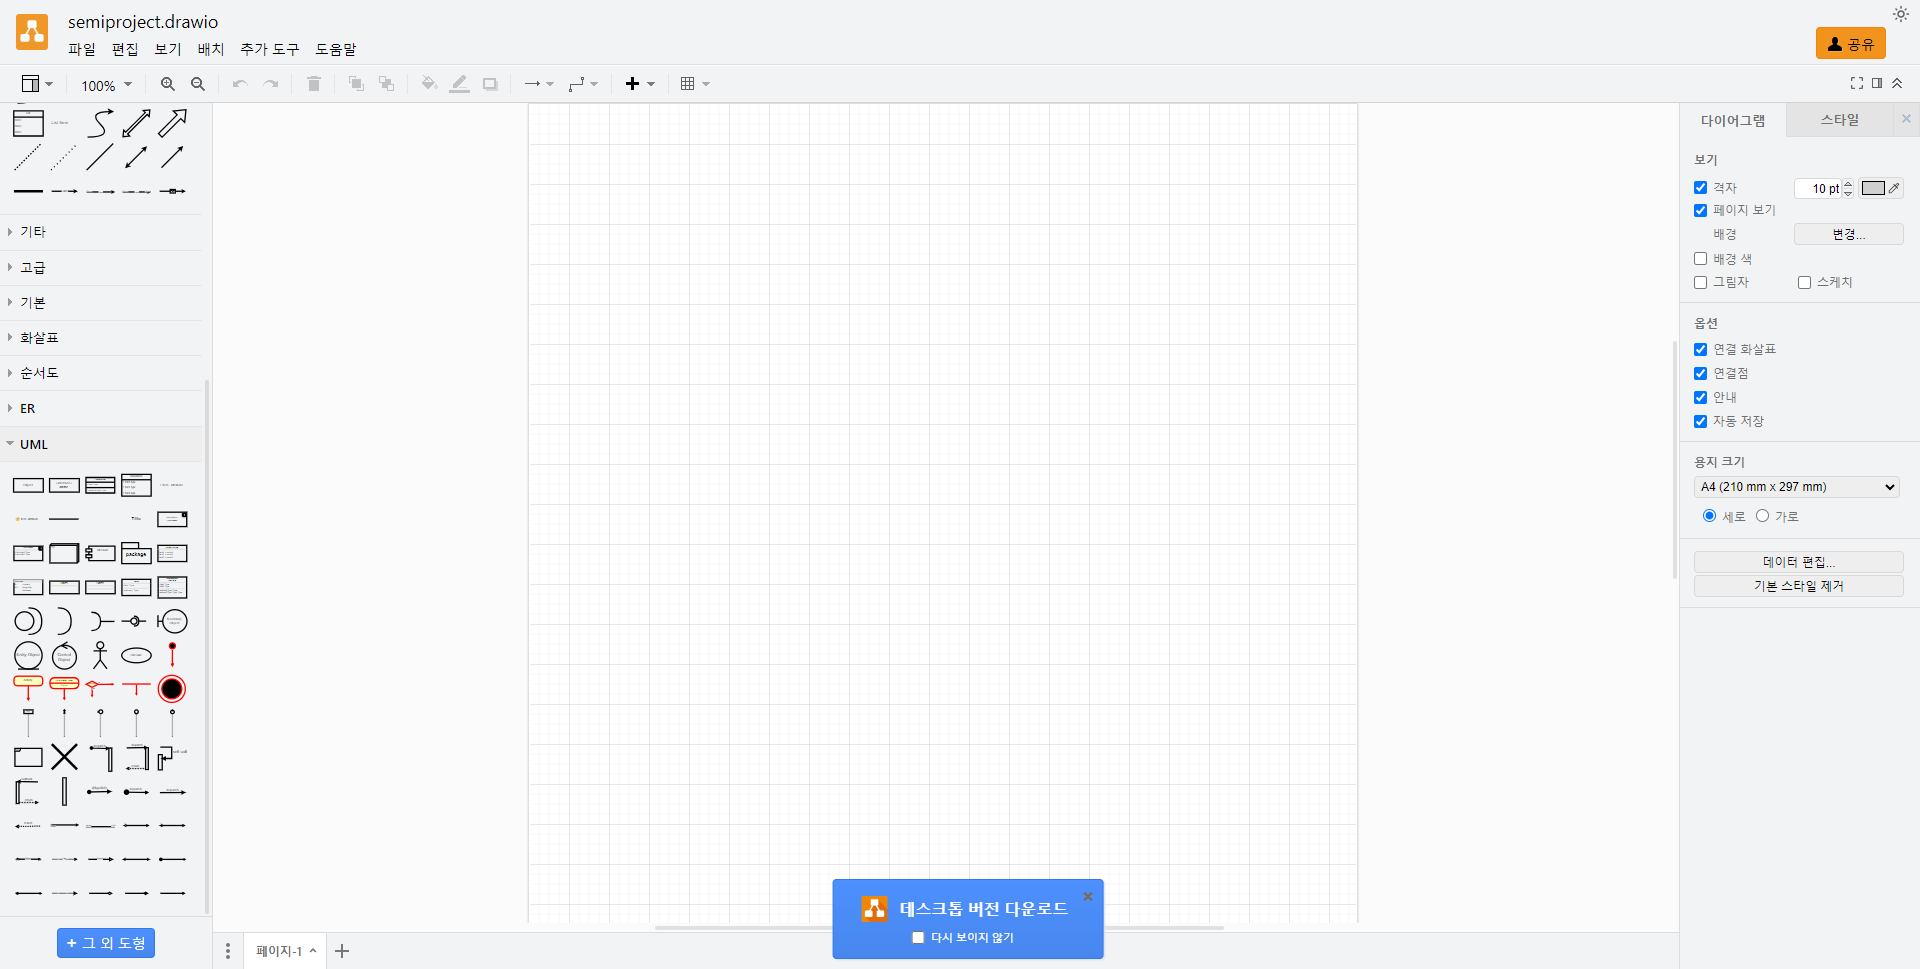 semiproject.drawio
파일 편집 보기 배치 추가 도구 도움말
공유
100%
List Item
기타
고급
기본
화살표
순서도
ER
UML
Title
package
+ 그 외 도형
페이지-1
데스크톱 버전 다운로드
다시 보이지 않기
다이어그램 스타일
보기
격자 10 pt
페이지 보기
배경 변경...
배경 색
그림자 스케치
옵션
연결 화살표
연결점
안내
자동 저장
용지 크기
A4 (210 mm x 297 mm)
세로 가로
데이터 편집...
기본 스타일 제거